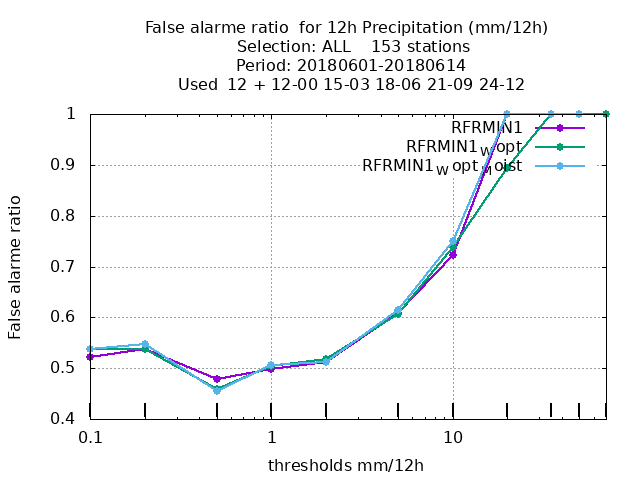 False alarme ratio  for 12h Precipitation (mm/12h)
Selection: ALL    153 stations
Period: 20180601-20180614
Used  12 + 12-00 15-03 18-06 21-09 24-12
1
0.9
0.8
0.7
0.6
0.5
0.4
False alarme ratio
RFRMIN1
RFRMIN1Wopt
RFRMIN1WoptMoist
0.1
1
10
thresholds mm/12h